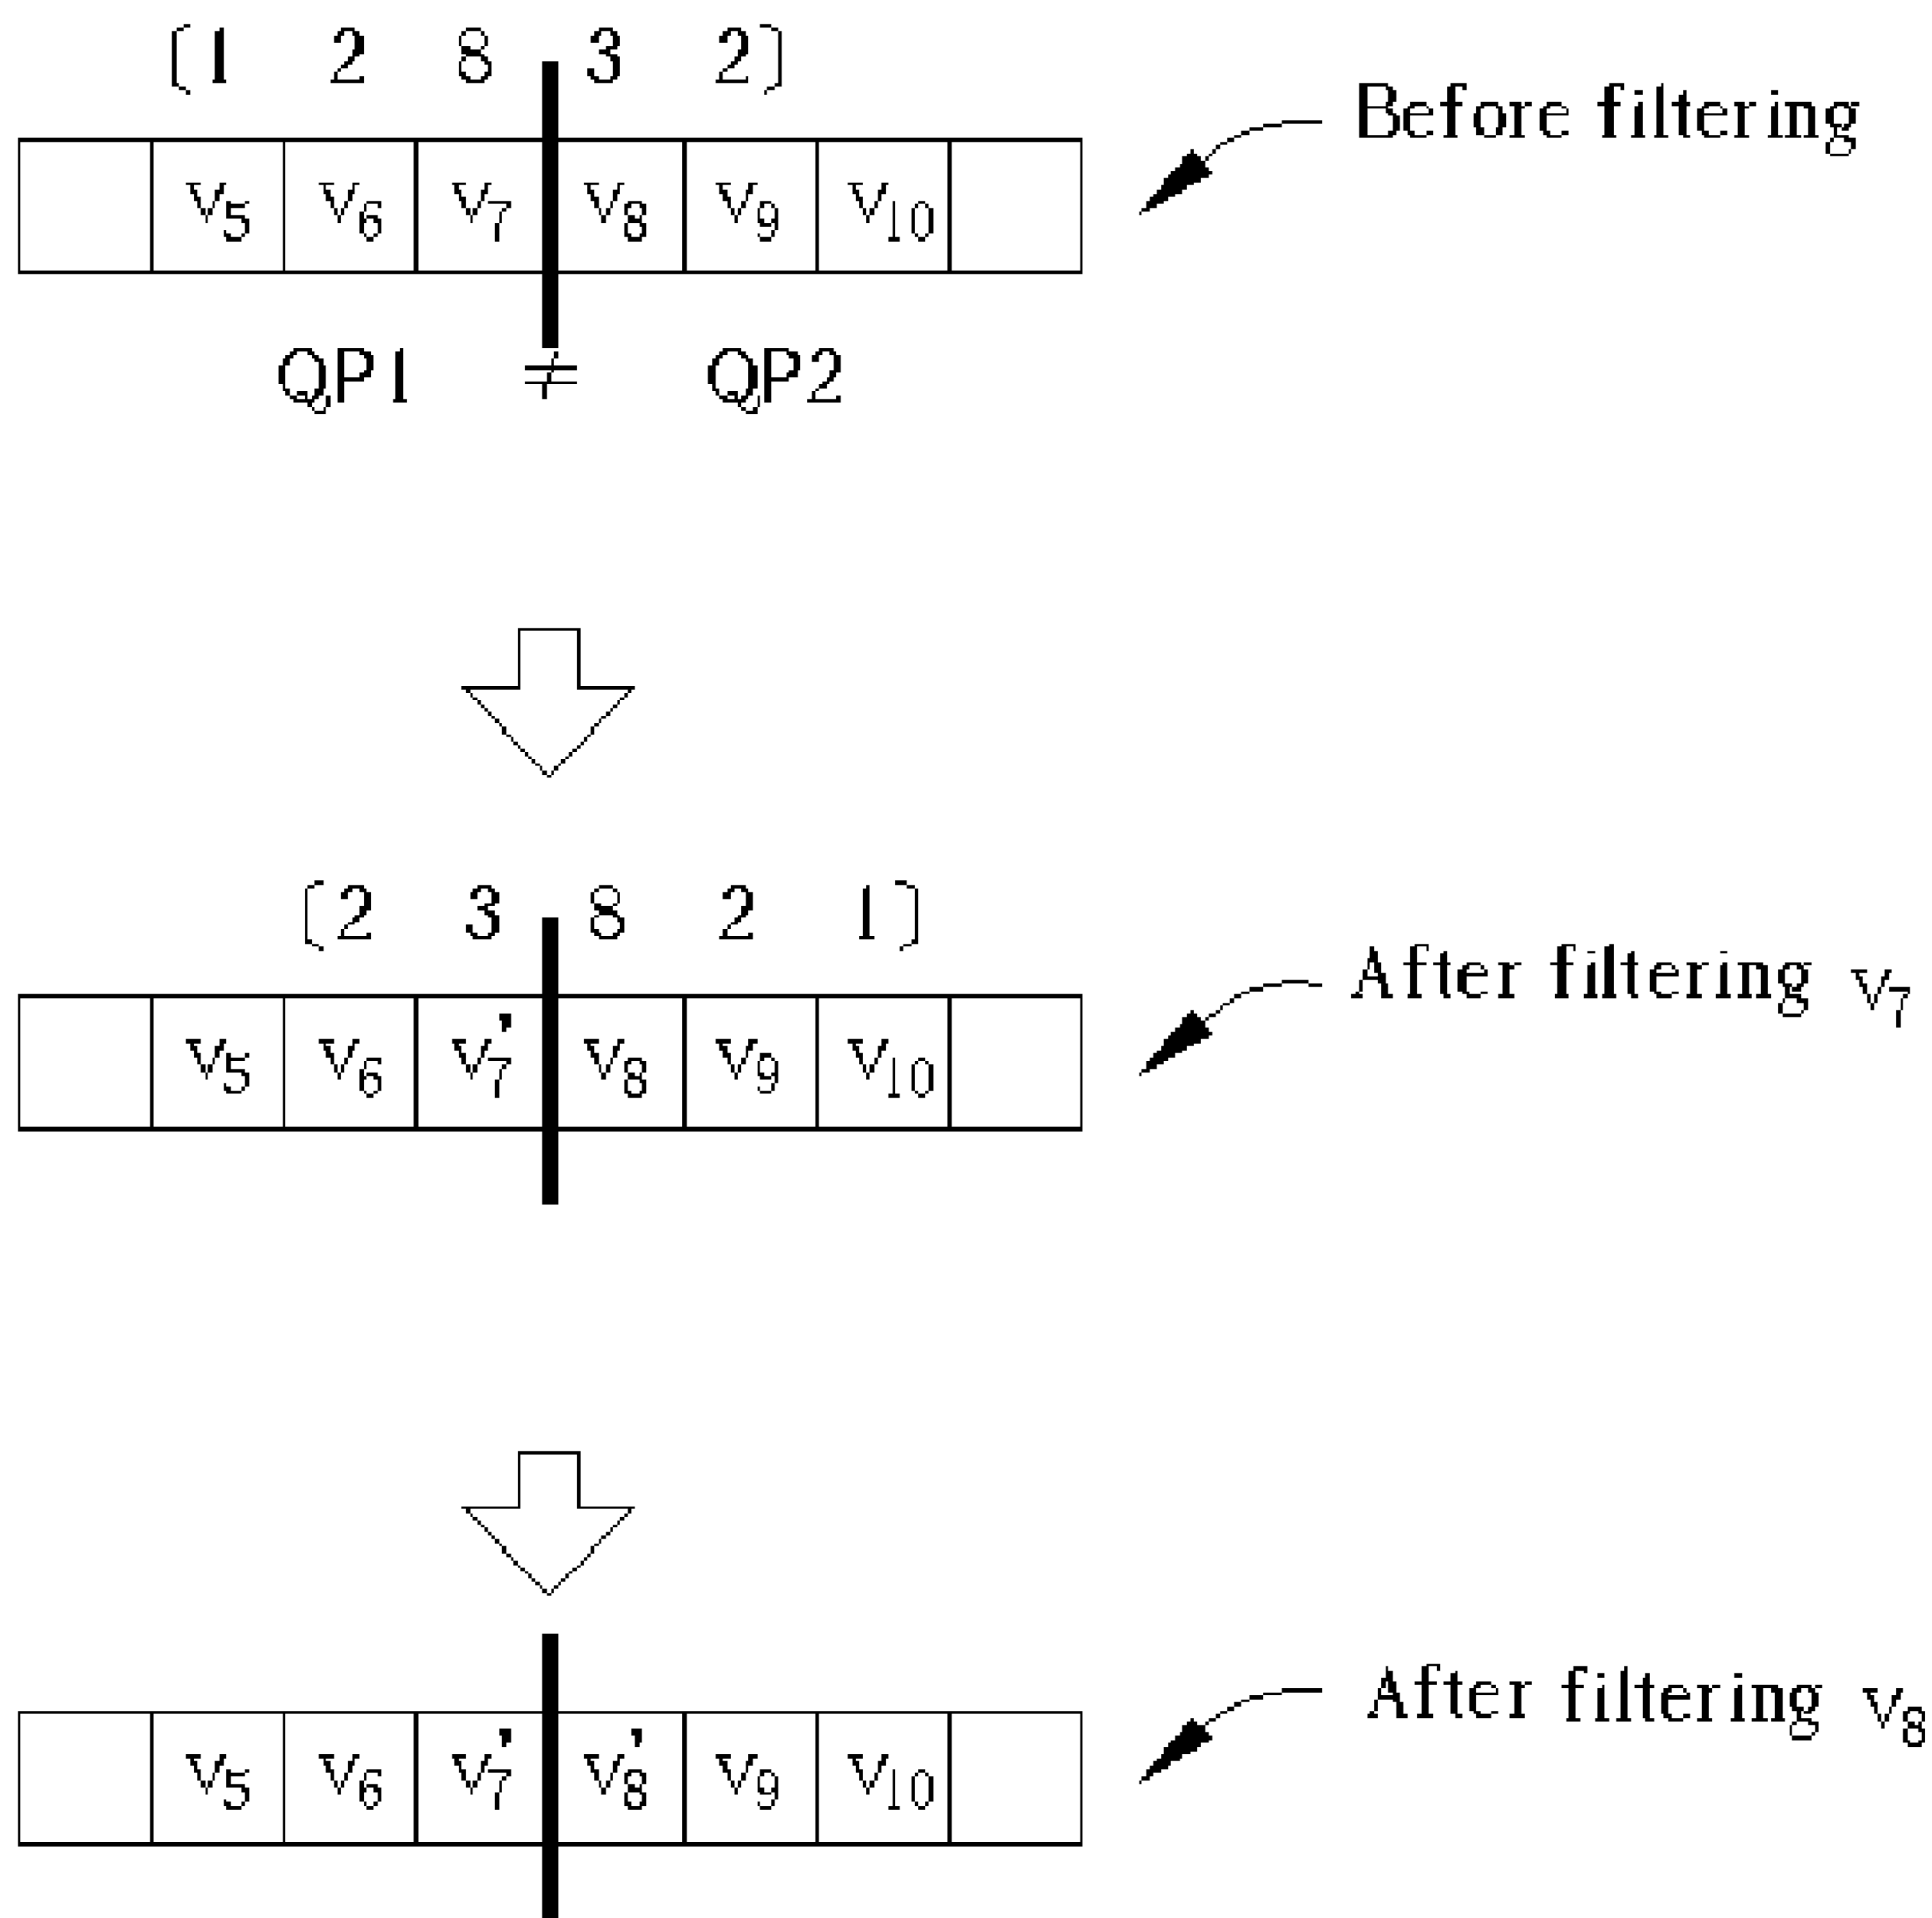 (1 2 8 3 2)
Before filtering
v5 v6 v7 v8 v9 v10
QP1 ≠ QP2
(2 3 8 2 1)
After filtering v7
v5 v6 v7' v8 v9 v10
After filtering v8
v5 v6 v7' v8' v9 v10